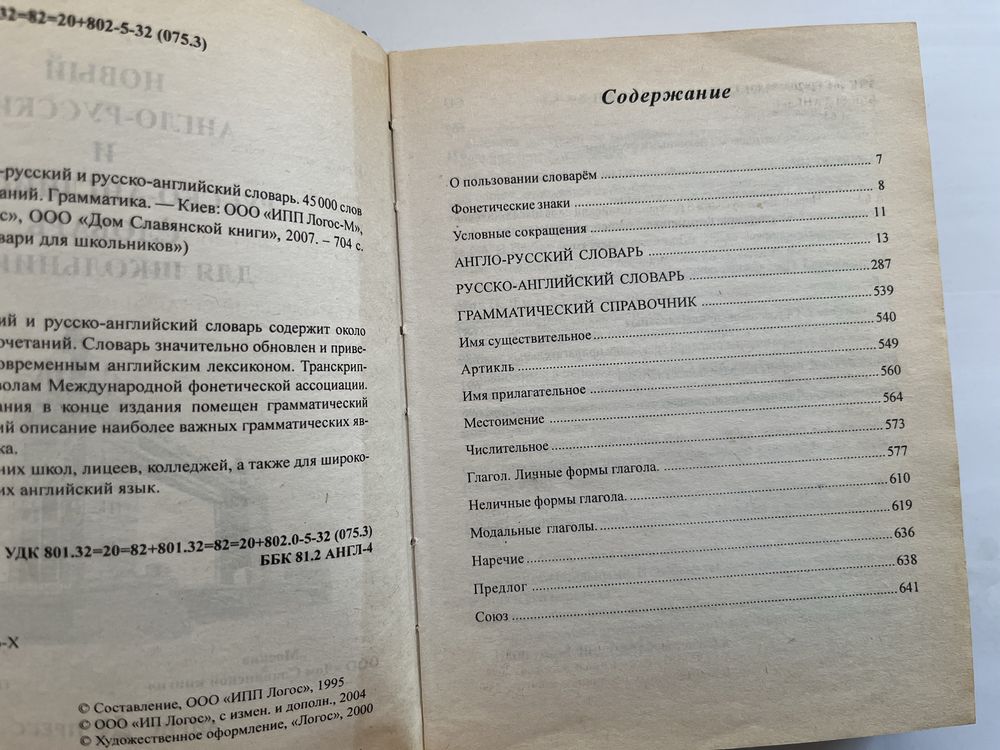 32=82=20+802-5-32 (075.3)
-русский и русско-английский словарь. 45 000 слов
аний. Грамматика. — Киев: ООО «ИПП Логос-М»,
с», ООО «Дом Славянской книги», 2007. – 704 с.
вари для школьников»)
ий и русско-английский словарь содержит около
очетаний. Словарь значительно обновлен и приве-
овременным английским лексиконом. Транскрип-
волам Международной фонетической ассоциации.
ания в конце издания помещен грамматический
ий описание наиболее важных грамматических яв-
ка.
них школ, лицеев, колледжей, а также для широко-
их английский язык.
УДК 801.32=20=82+801.32=82=20+802.0-5-32 (075.3)
ББК 81.2 АНГЛ-4
-X
© Составление, ООО «ИПП Логос», 1995
© ООО «ИП Логос», с измен. и дополн., 2004
© Художественное оформление, «Логос», 2000
Содержание
О пользовании словарём 7
Фонетические знаки 8
Условные сокращения 11
АНГЛО-РУССКИЙ СЛОВАРЬ 13
РУССКО-АНГЛИЙСКИЙ СЛОВАРЬ 287
ГРАММАТИЧЕСКИЙ СПРАВОЧНИК 539
Имя существительное 540
Артикль 549
Имя прилагательное 560
Местоимение 564
Числительное 573
Глагол. Личные формы глагола. 577
Неличные формы глагола. 610
Модальные глаголы. 619
Наречие 636
Предлог 638
Союз 641